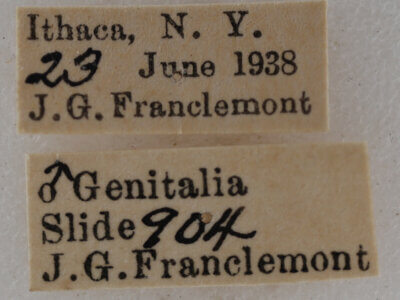 Ithaca, N. Y.
23 June 1938
J.G. Franclemont
♂ Genitalia
Slide 904
J.G. Franclemont